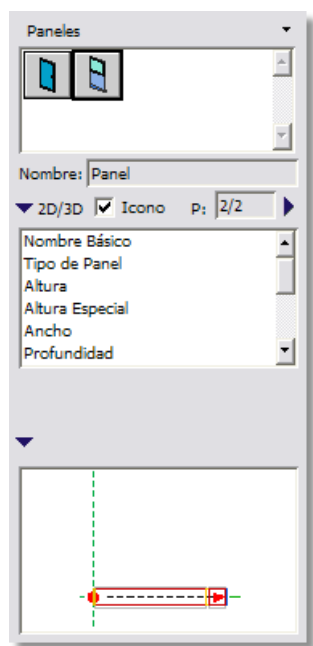 Paneles
Nombre: Panel
2D/3D Icono P: 2/2
Nombre Básico
Tipo de Panel
Altura
Altura Especial
Ancho
Profundidad